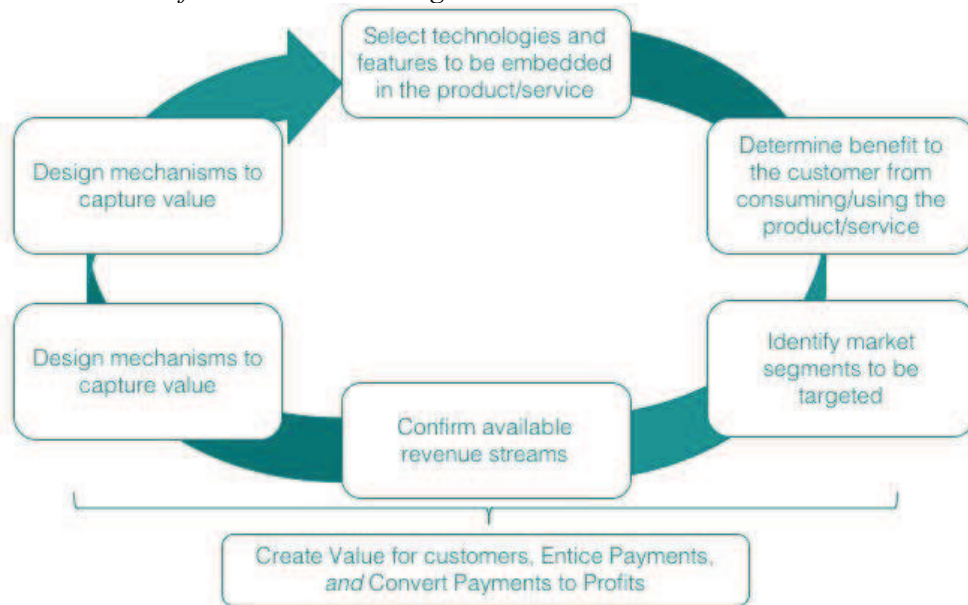 Select technologies and
features to be embedded
in the product/service
Determine benefit to
the customer from
consuming/using the
product/service
Identify market
segments to be
targeted
Confirm available
revenue streams
Design mechanisms to
capture value
Design mechanisms to
capture value
Create Value for customers, Entice Payments,
and Convert Payments to Profits